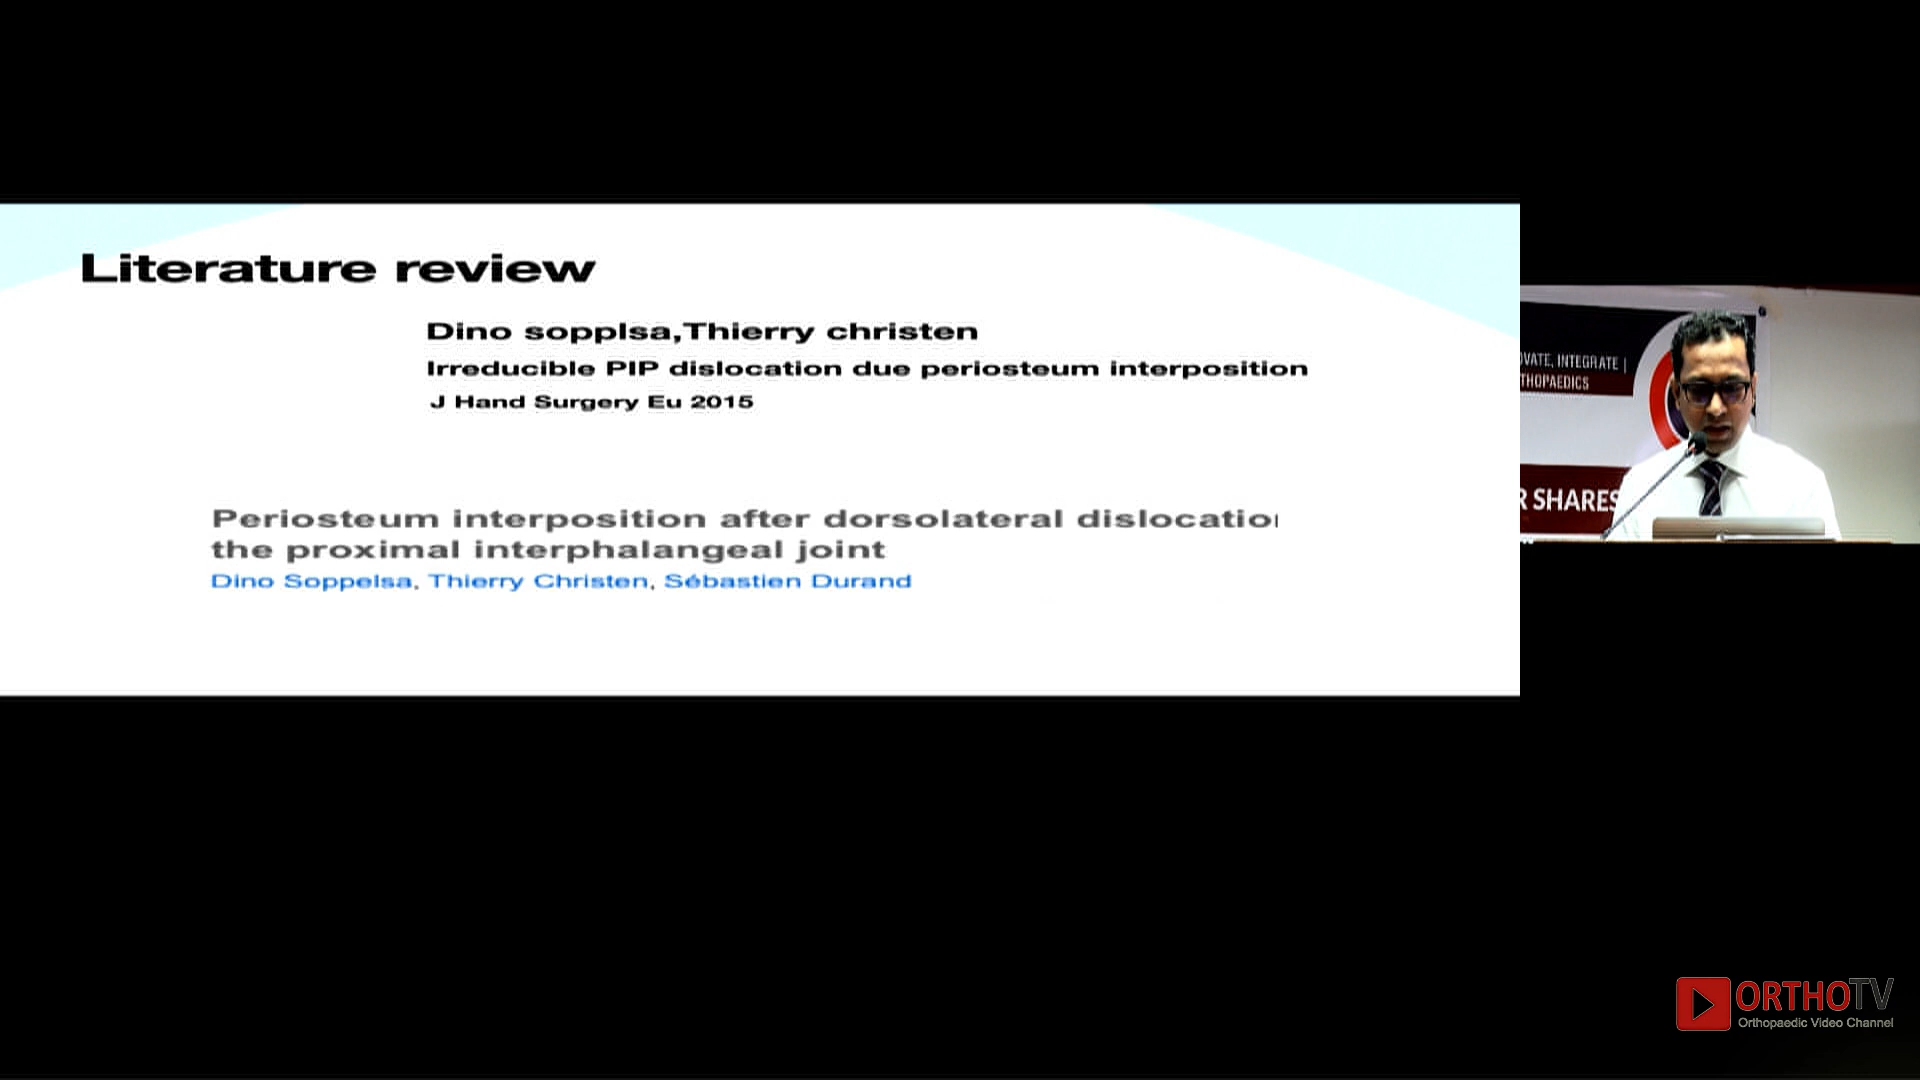 Literature review
Dino sopplsa,Thierry christen
Irreducible PIP dislocation due periosteum interposition
J Hand Surgery Eu 2015
Periosteum interposition after dorsolateral dislocation
the proximal interphalangeal joint
Dino Soppelsa, Thierry Christen, Sébastien Durand
OVATE, INTEGRATE |
THOPAEDICS
R SHARES
ORTHOTV
Orthopaedic Video Channel